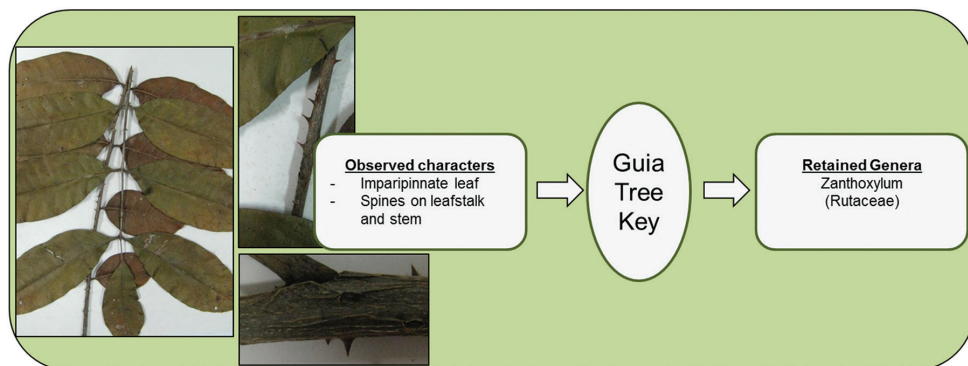 Observed characters
- Imparipinnate leaf
- Spines on leafstalk
and stem
Guia
Tree
Key
Retained Genera
Zanthoxylum
(Rutaceae)